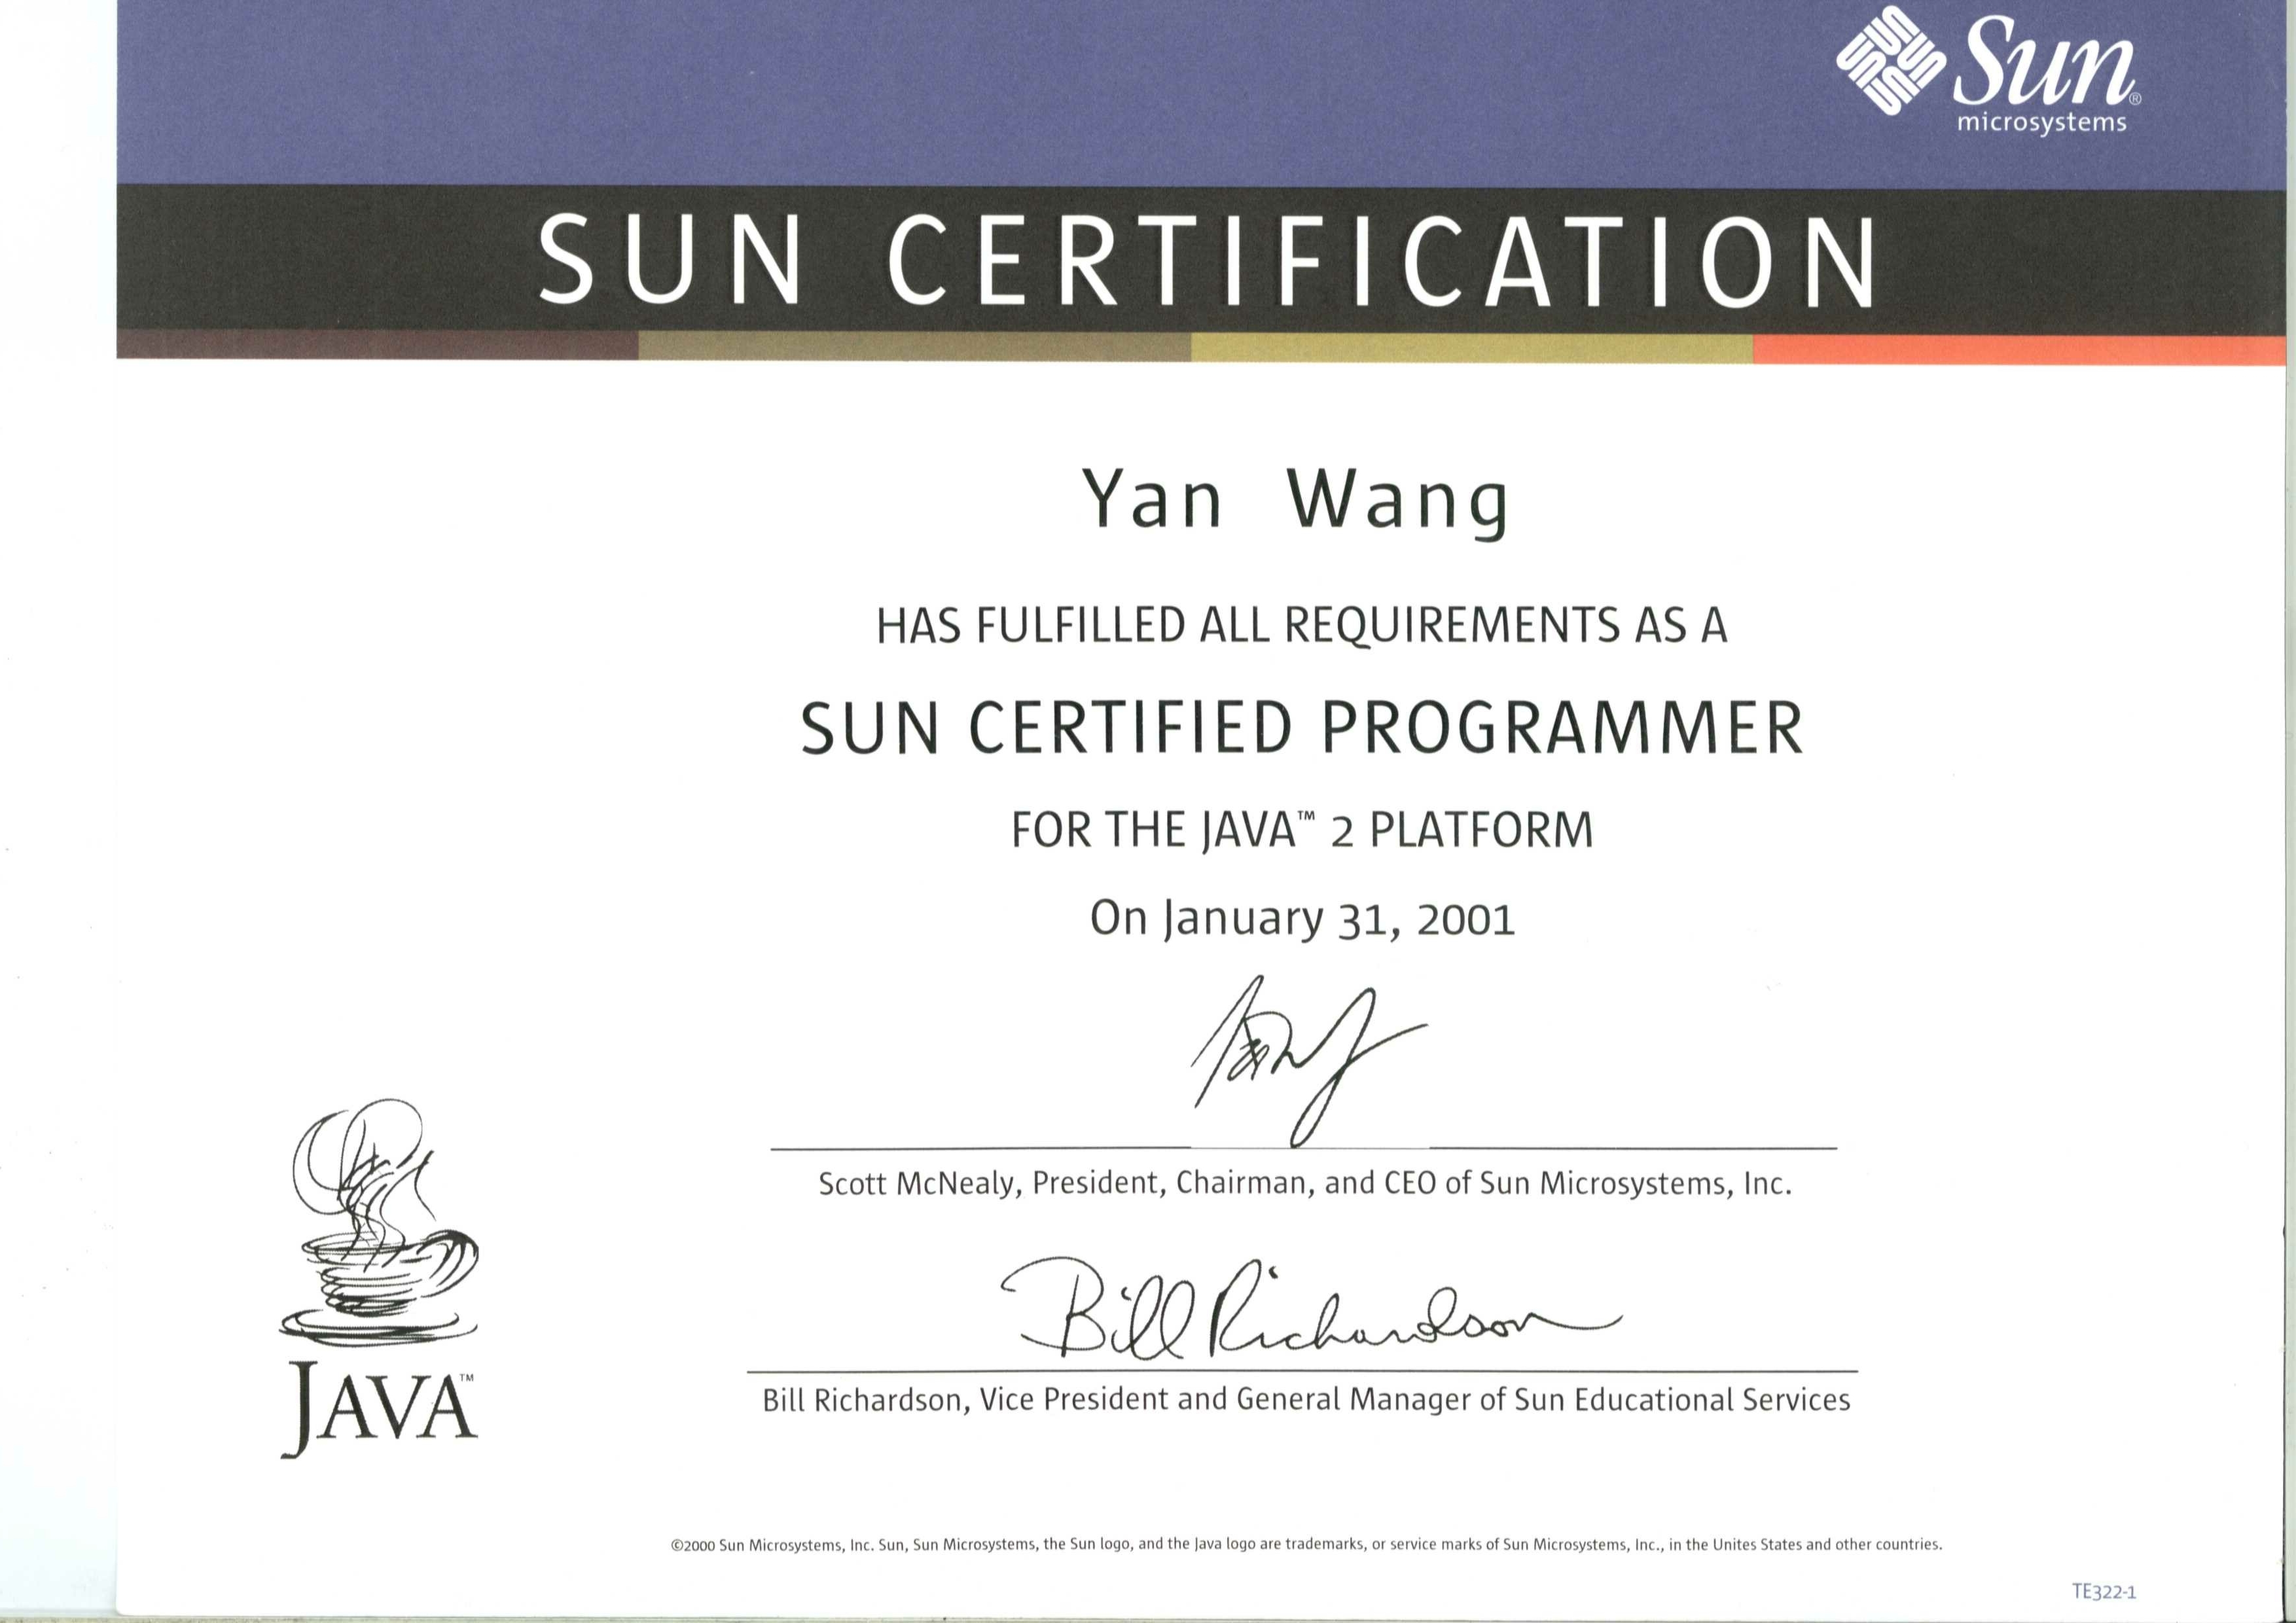 Sun®
microsystems
SUN CERTIFICATION
Yan Wang
HAS FULFILLED ALL REQUIREMENTS AS A
SUN CERTIFIED PROGRAMMER
FOR THE JAVA™ 2 PLATFORM
On January 31, 2001
Scott McNealy, President, Chairman, and CEO of Sun Microsystems, Inc.
Bill Richardson
Bill Richardson, Vice President and General Manager of Sun Educational Services
JAVA™
©2000 Sun Microsystems, Inc. Sun, Sun Microsystems, the Sun logo, and the Java logo are trademarks, or service marks of Sun Microsystems, Inc., in the Unites States and other countries.
TE322-1